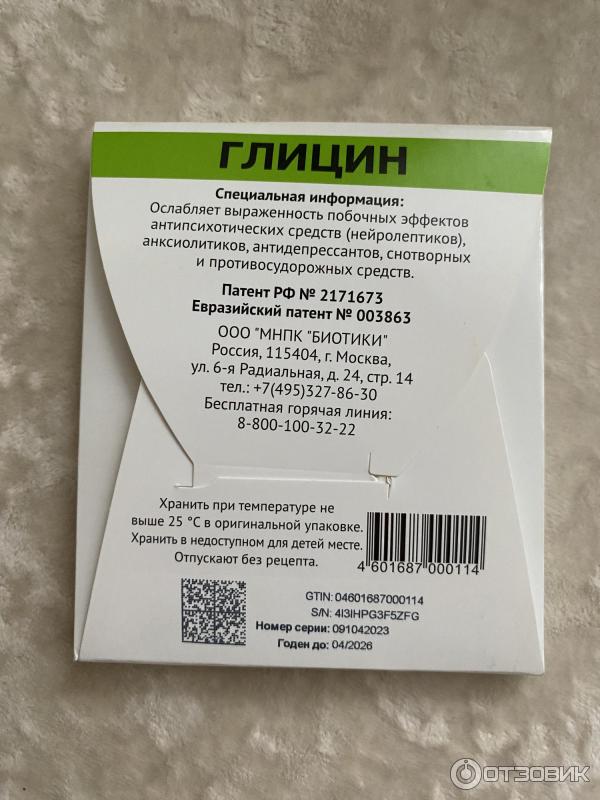 ГЛИЦИН
Специальная информация:
Ослабляет выраженность побочных эффектов
антипсихотических средств (нейролептиков),
анксиолитиков, антидепрессантов, снотворных
и противосудорожных средств.
Патент РФ № 2171673
Евразийский патент № 003863
ООО "МНПК "БИОТИКИ"
Россия, 115404, г. Москва,
ул. 6-я Радиальная, д. 24, стр. 14
тел.: +7(495)327-86-30
Бесплатная горячая линия:
8-800-100-32-22
Хранить при температуре не
выше 25 °С в оригинальной упаковке.
Хранить в недоступном для детей месте.
Отпускают без рецепта.
4 601687 000114
GTIN: 04601687000114
S/N: 4I3IHPG3F5ZFG
Номер серии: 091042023
Годен до: 04/2026
ОТЗОВИК